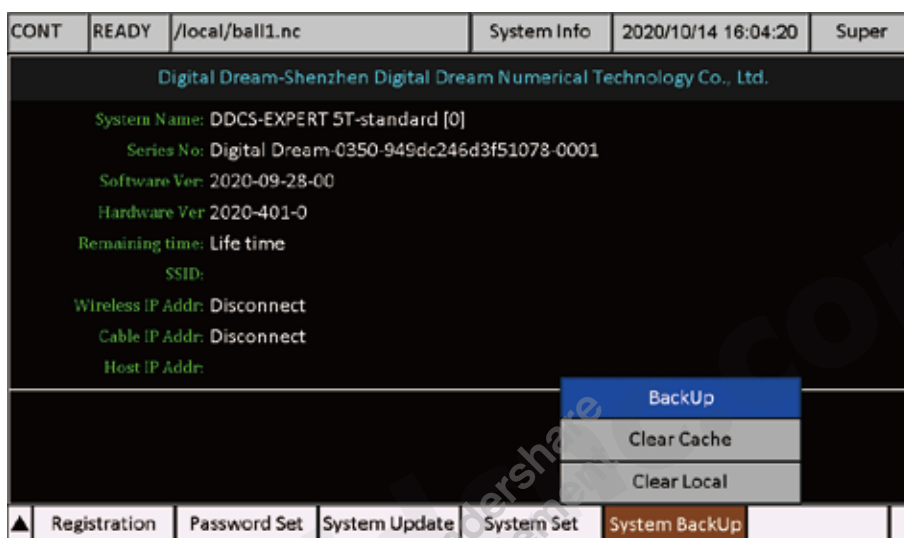 CONT READY /local/ball1.nc System Info 2020/10/14 16:04:20 Super
Digital Dream-Shenzhen Digital Dream Numerical Technology Co., Ltd.
System Name: DDCS-EXPERT 5T-standard [0]
Series No: Digital Dream-0350-949dc246d3f51078-0001
Software Ver: 2020-09-28-00
Hardware Ver 2020-401-0
Remaining time: Life time
SSID:
Wireless IP Addr: Disconnect
Cable IP Addr: Disconnect
Host IP Addr:
BackUp
Clear Cache
Clear Local
▲ Registration Password Set System Update System Set System BackUp